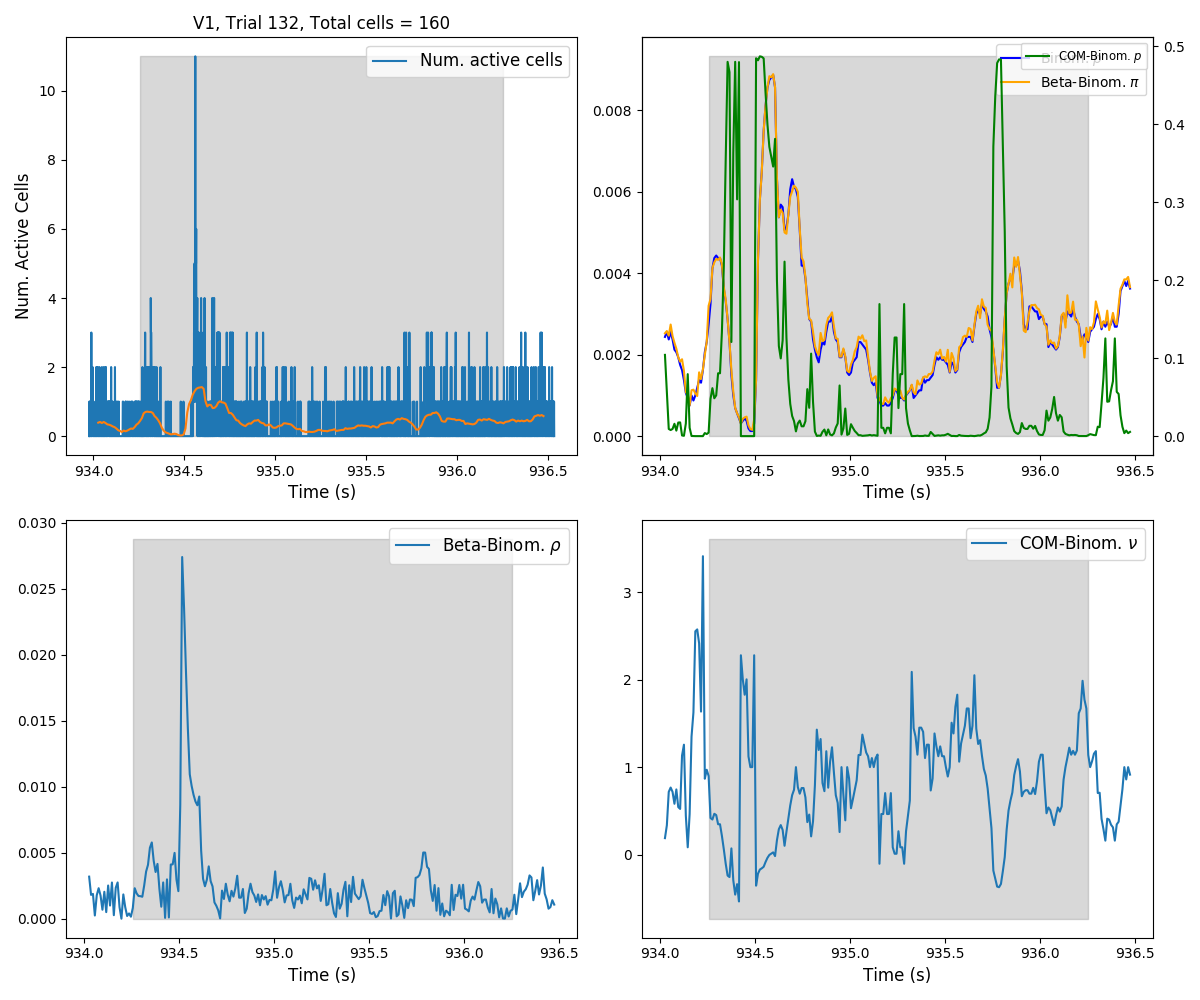 V1, Trial 132, Total cells = 160
Num. active cells
Num. Active Cells
10
8
6
4
2
0
934.0 934.5 935.0 935.5 936.0 936.5
Time (s)
COM-Binom. p
Beta-Binom. π
0.008
0.006
0.004
0.002
0.000
0.5
0.4
0.3
0.2
0.1
0.0
934.0 934.5 935.0 935.5 936.0 936.5
Time (s)
Beta-Binom. ρ
0.030
0.025
0.020
0.015
0.010
0.005
0.000
934.0 934.5 935.0 935.5 936.0 936.5
Time (s)
COM-Binom. ν
3
2
1
0
934.0 934.5 935.0 935.5 936.0 936.5
Time (s)